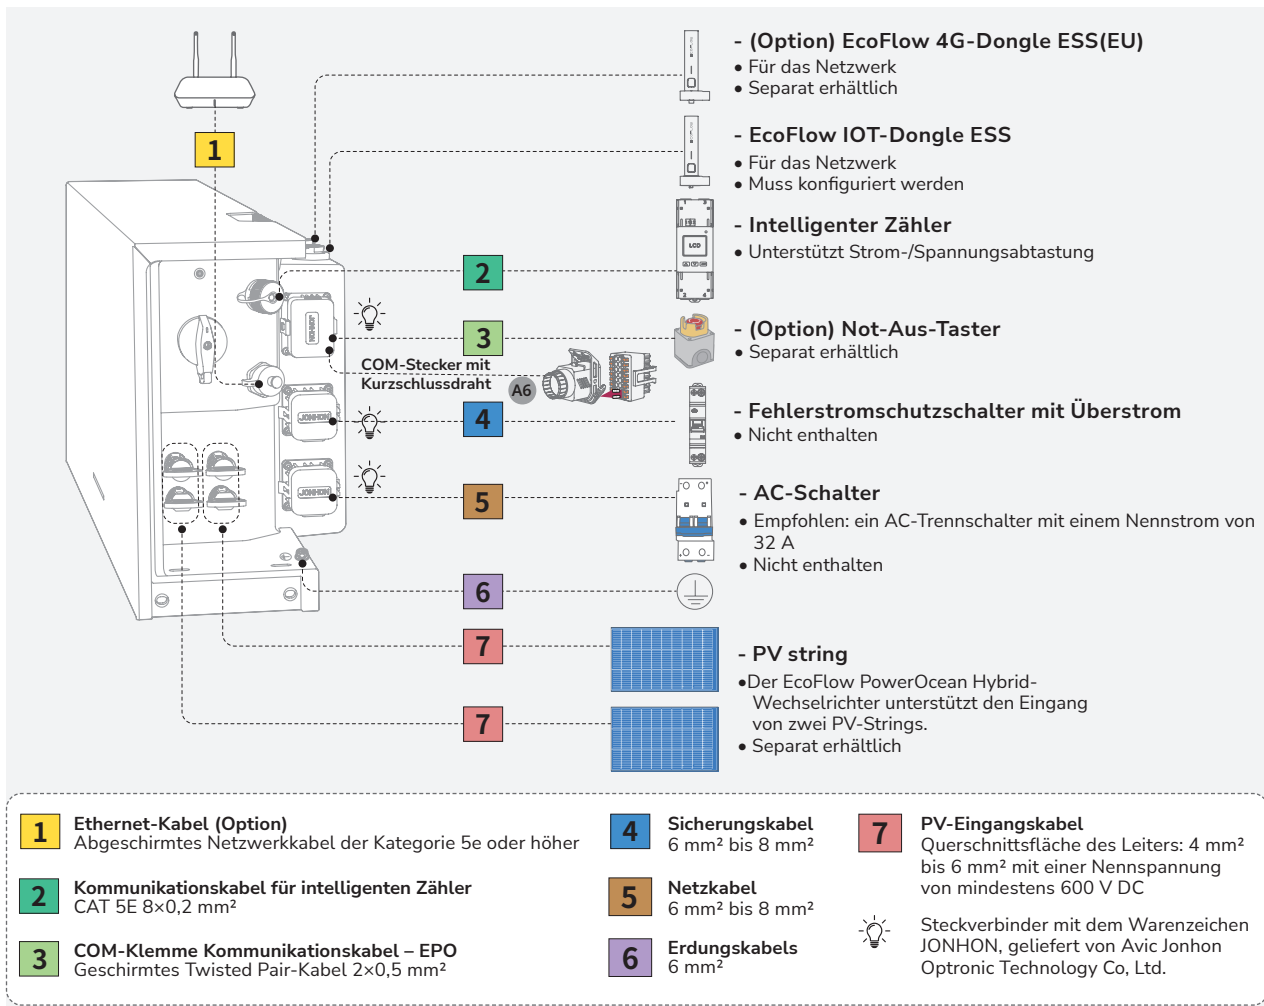 - (Option) EcoFlow 4G-Dongle ESS(EU)
• Für das Netzwerk
• Separat erhältlich
1
- EcoFlow IOT-Dongle ESS
• Für das Netzwerk
• Muss konfiguriert werden
- Intelligenter Zähler
• Unterstützt Strom-/Spannungsabtastung
LCD
2
JONHON
3
- (Option) Not-Aus-Taster
• Separat erhältlich
COM-Stecker mit
Kurzschlussdraht
A6
JONHON
4
- Fehlerstromschutzschalter mit Überstrom
• Nicht enthalten
JONHON
5
- AC-Schalter
• Empfohlen: ein AC-Trennschalter mit einem Nennstrom von
32 A
• Nicht enthalten
6
7
- PV string
•Der EcoFlow PowerOcean Hybrid-
Wechselrichter unterstützt den Eingang
von zwei PV-Strings.
• Separat erhältlich
7
1
Ethernet-Kabel (Option)
Abgeschirmtes Netzwerkkabel der Kategorie 5e oder höher
2
Kommunikationskabel für intelligenten Zähler
CAT 5E 8×0,2 mm²
3
COM-Klemme Kommunikationskabel – EPO
Geschirmtes Twisted Pair-Kabel 2×0,5 mm²
4
Sicherungskabel
6 mm² bis 8 mm²
5
Netzkabel
6 mm² bis 8 mm²
6
Erdungskabels
6 mm²
7
PV-Eingangskabel
Querschnittsfläche des Leiters: 4 mm²
bis 6 mm² mit einer Nennspannung
von mindestens 600 V DC
Steckverbinder mit dem Warenzeichen
JONHON, geliefert von Avic Jonhon
Optronic Technology Co, Ltd.